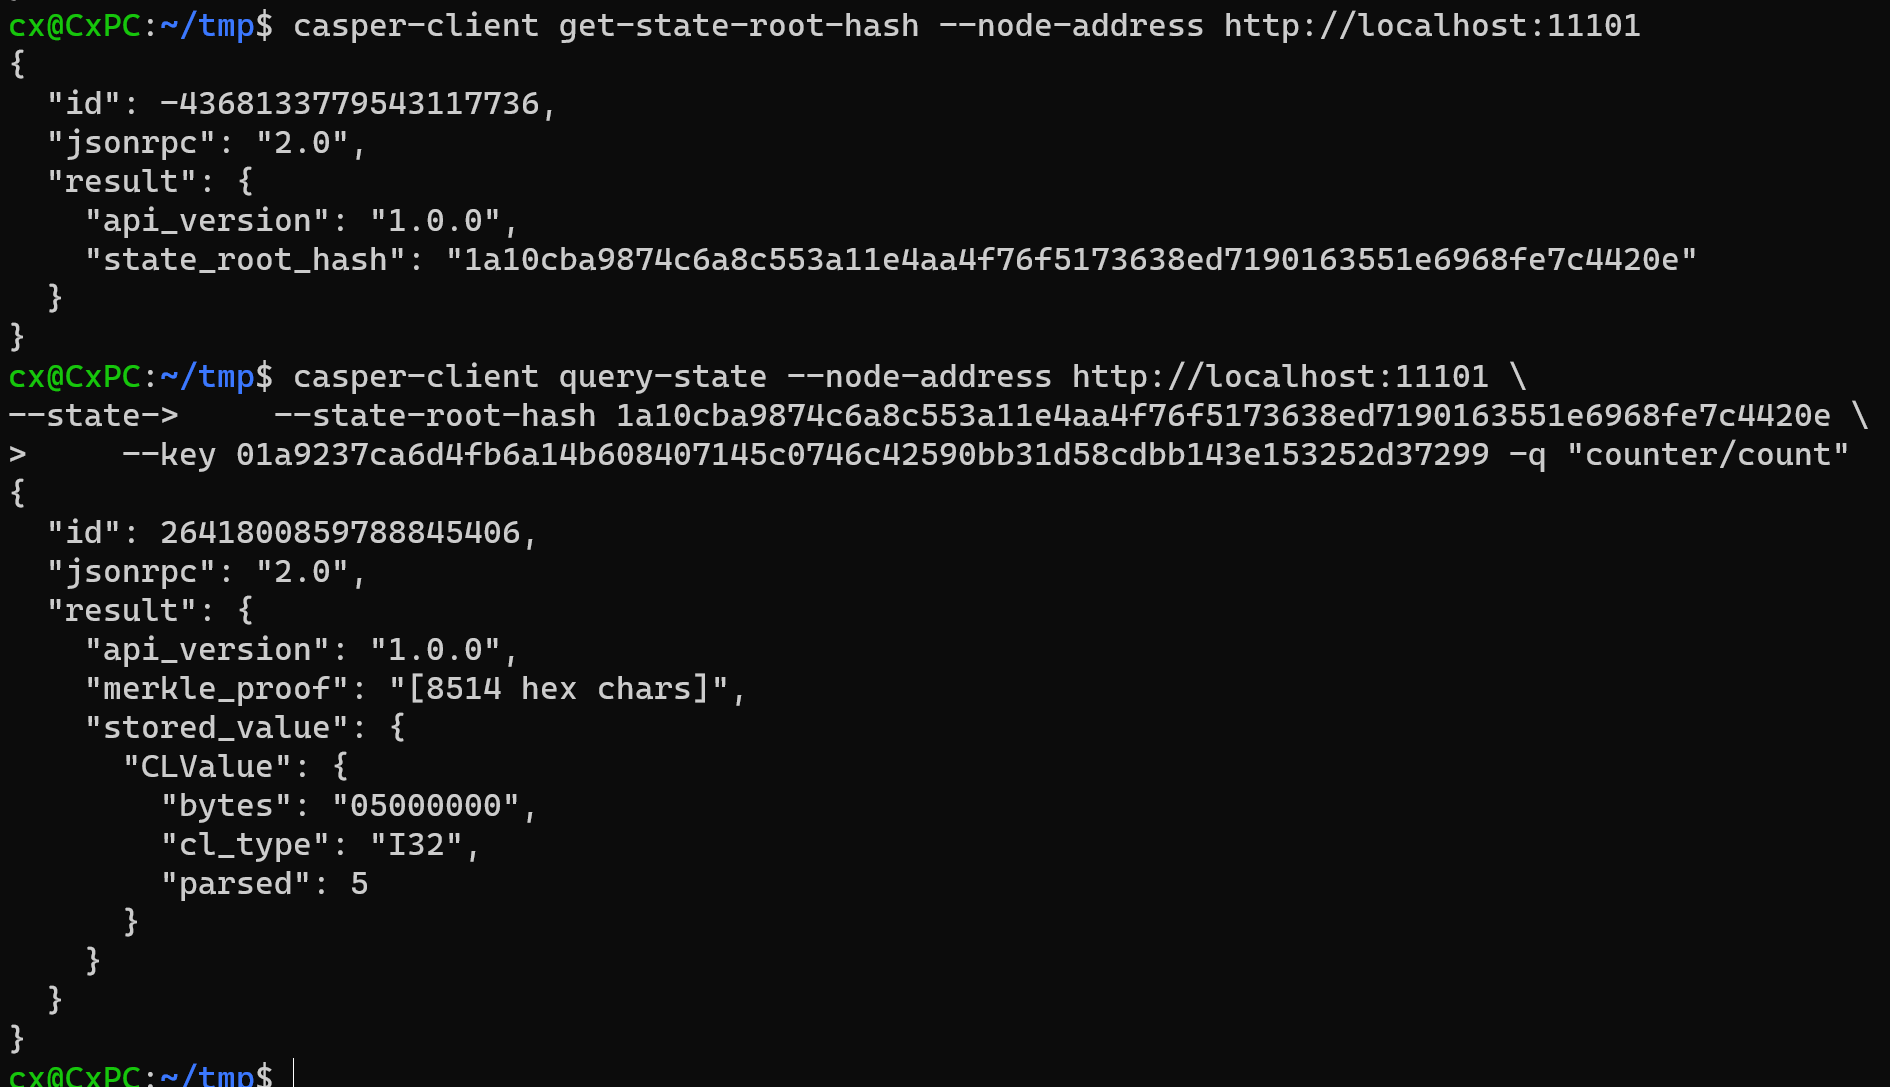 cx@CxPC:~/tmp$ casper-client get-state-root-hash --node-address http://localhost:11101
{
  "id": -4368133779543117736,
  "jsonrpc": "2.0",
  "result": {
    "api_version": "1.0.0",
    "state_root_hash": "1a10cba9874c6a8c553a11e4aa4f76f5173638ed7190163551e6968fe7c4420e"
  }
}
cx@CxPC:~/tmp$ casper-client query-state --node-address http://localhost:11101 \
--state->     --state-root-hash 1a10cba9874c6a8c553a11e4aa4f76f5173638ed7190163551e6968fe7c4420e \
>     --key 01a9237ca6d4fb6a14b608407145c0746c42590bb31d58cdbb143e153252d37299 -q "counter/count"
{
  "id": 2641800859788845406,
  "jsonrpc": "2.0",
  "result": {
    "api_version": "1.0.0",
    "merkle_proof": "[8514 hex chars]",
    "stored_value": {
      "CLValue": {
        "bytes": "05000000",
        "cl_type": "I32",
        "parsed": 5
      }
    }
  }
}
cx@CxPC:~/tmp$